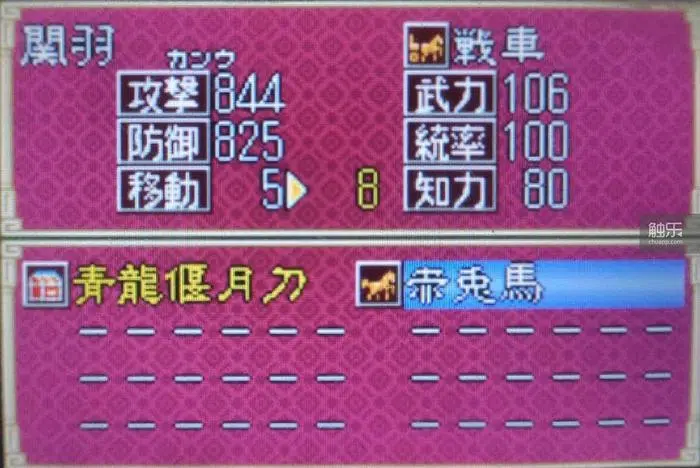 関羽 戦車
カンウ
攻撃 844 武力 106
防御 825 統率 100
移動 5 8 知力 80
触乐
chuapp.com
青龍偃月刀 赤兎馬